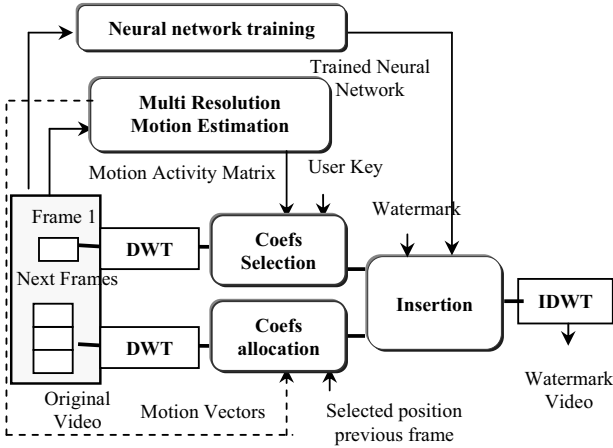 Neural network training
Trained Neural
Network
Multi Resolution
Motion Estimation
Motion Activity Matrix
User Key
Watermark
Frame 1
DWT
Coefs
Selection
Next Frames
Insertion
IDWT
DWT
Coefs
allocation
Original
Video
Motion Vectors
Selected position
previous frame
Watermark
Video